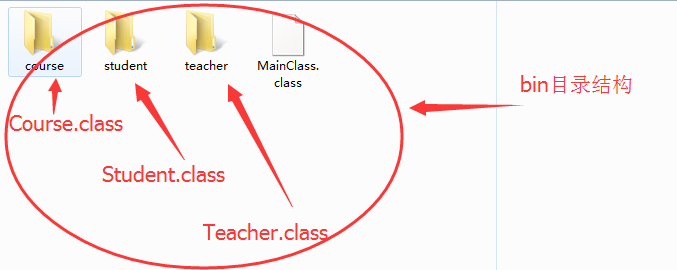 course
student
teacher
MainClass.
class
bin目录结构
Course.class
Student.class
Teacher.class